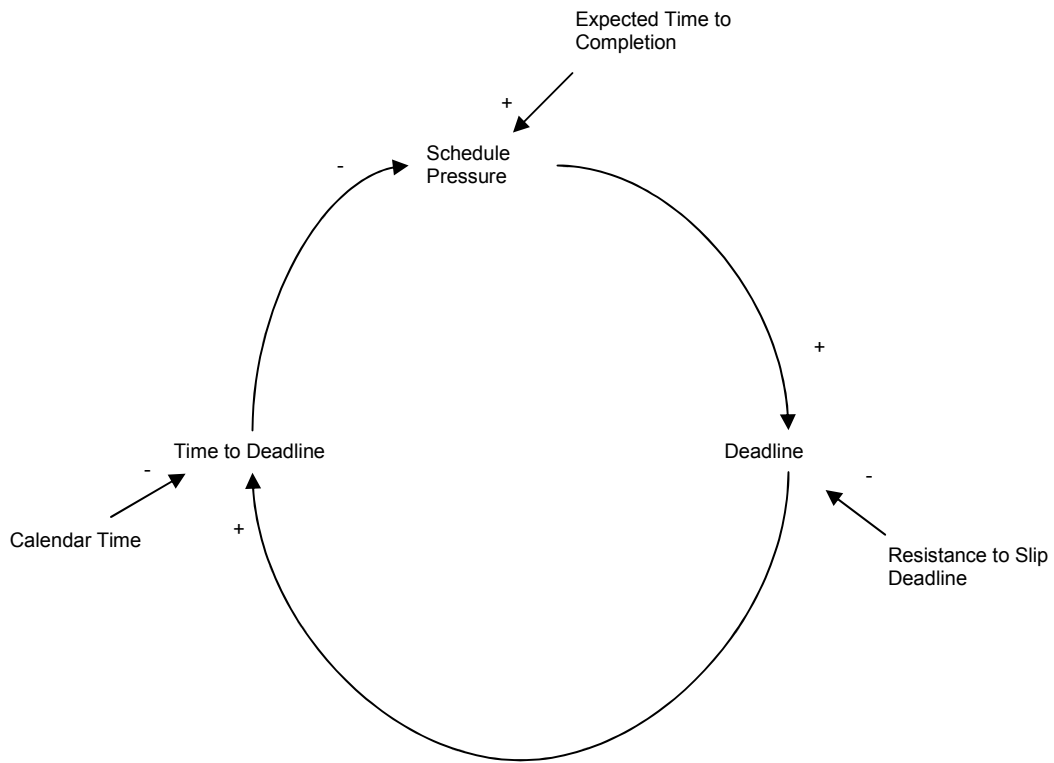 Expected Time to
Completion
+
Schedule
Pressure
-
+
Time to Deadline
Deadline
-
-
+
Calendar Time
Resistance to Slip
Deadline